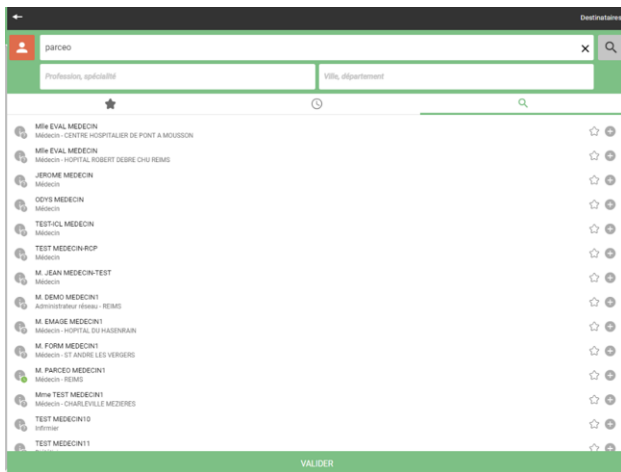 Destinataires
parceo
Profession, spécialité
Ville, département
Mlle EVAL MEDECIN
Médecin - CENTRE HOSPITALIER DE PONT A MOUSSON
Mlle EVAL MEDECIN
Médecin - HOPITAL ROBERT DEBRE CHU REIMS
JEROME MEDECIN
Médecin
ODYS MEDECIN
Médecin
TEST-ICL MEDECIN
Médecin
TEST MEDECIN-RCP
Médecin
M. JEAN MEDECIN-TEST
Médecin
M. DEMO MEDECIN1
Administrateur réseau - REIMS
M. EMAGE MEDECIN1
Médecin - HOPITAL DU HASENRAIN
M. FORM MEDECIN1
Médecin - ST ANDRE LES VERGERS
M. PARCEO MEDECIN1
Médecin - REIMS
Mme TEST MEDECIN1
Médecin - CHARLEVILLE MEZIERES
TEST MEDECIN10
Infirmier
TEST MEDECIN11
VALIDER